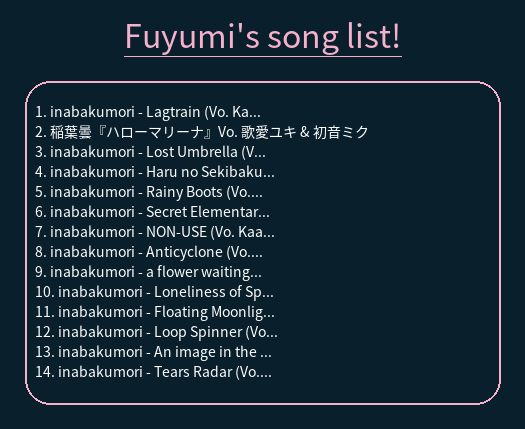 Fuyumi's song list!
1. inabakumori - Lagtrain (Vo. Ka...
2. 稲葉曇『ハローマリーナ』Vo. 歌愛ユキ & 初音ミク
3. inabakumori - Lost Umbrella (V...
4. inabakumori - Haru no Sekibaku...
5. inabakumori - Rainy Boots (Vo....
6. inabakumori - Secret Elementar...
7. inabakumori - NON-USE (Vo. Kaa...
8. inabakumori - Anticyclone (Vo....
9. inabakumori - a flower waiting...
10. inabakumori - Loneliness of Sp...
11. inabakumori - Floating Moonlig...
12. inabakumori - Loop Spinner (Vo...
13. inabakumori - An image in the ...
14. inabakumori - Tears Radar (Vo....